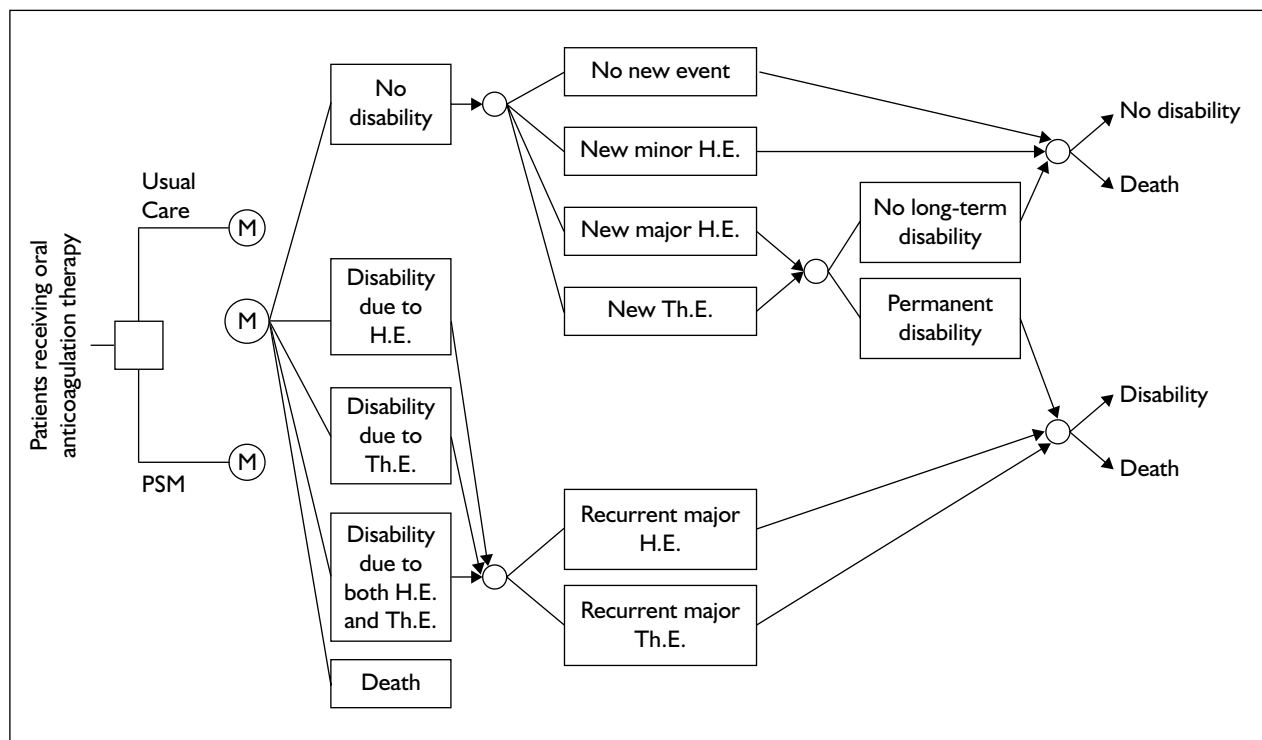 Patients receiving oral
anticoagulation therapy
Usual
Care
M
M
PSM
M
No
disability
Disability
due to
H.E.
Disability
due to
Th.E.
Disability
due to
both H.E.
and Th.E.
Death
No new event
New minor H.E.
New major H.E.
New Th.E.
No long-term
disability
Permanent
disability
Recurrent major
H.E.
Recurrent major
Th.E.
No disability
Death
Disability
Death